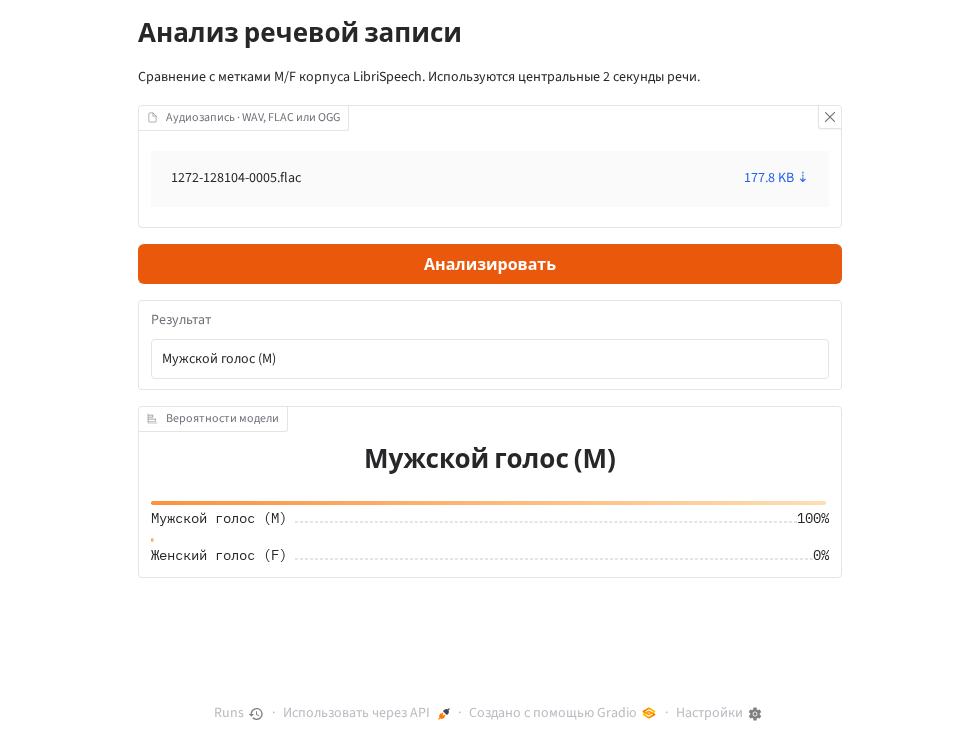 Анализ речевой записи
Сравнение с метками M/F корпуса LibriSpeech. Используются центральные 2 секунды речи.
Аудиозапись · WAV, FLAC или OGG
1272-128104-0005.flac 177.8 KB ↓
Анализировать
Результат
Мужской голос (M)
Вероятности модели
Мужской голос (M)
Мужской голос (M) 100%
Женский голос (F) 0%
Runs · Использовать через API · Создано с помощью Gradio · Настройки